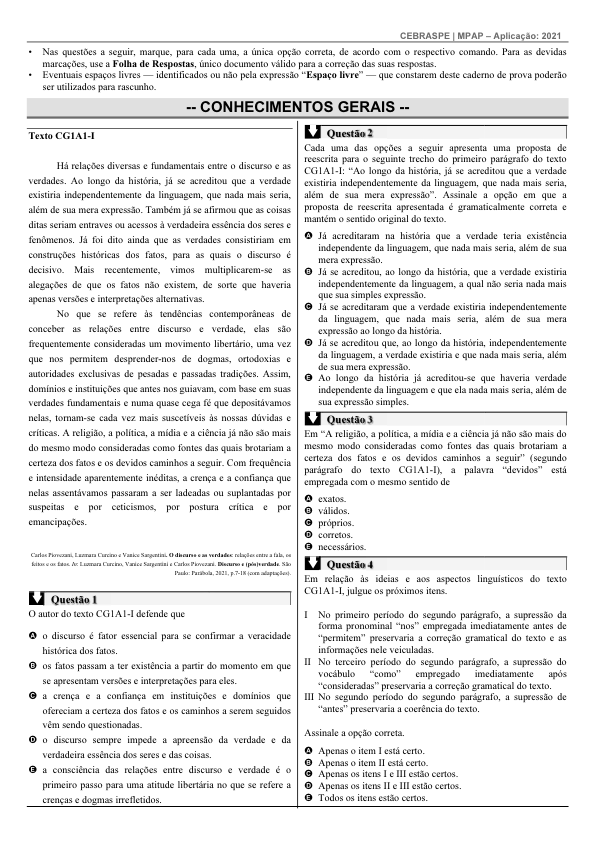 CEBRASPE | MPAP – Aplicação: 2021
• Nas questões a seguir, marque, para cada uma, a única opção correta, de acordo com o respectivo comando. Para as devidas
marcações, use a Folha de Respostas, único documento válido para a correção das suas respostas.
• Eventuais espaços livres — identificados ou não pela expressão “Espaço livre” — que constarem deste caderno de prova poderão
ser utilizados para rascunho.
-- CONHECIMENTOS GERAIS --
Texto CG1A1-I
Há relações diversas e fundamentais entre o discurso e as
verdades. Ao longo da história, já se acreditou que a verdade
existiria independentemente da linguagem, que nada mais seria,
além de sua mera expressão. Também já se afirmou que as coisas
ditas seriam entraves ou acessos à verdadeira essência dos seres e
fenômenos. Já foi dito ainda que as verdades consistiriam em
construções históricas dos fatos, para as quais o discurso é
decisivo. Mais recentemente, vimos multiplicarem-se as
alegações de que os fatos não existem, de sorte que haveria
apenas versões e interpretações alternativas.
No que se refere às tendências contemporâneas de
conceber as relações entre discurso e verdade, elas são
frequentemente consideradas um movimento libertário, uma vez
que nos permitem desprender-nos de dogmas, ortodoxias e
autoridades exclusivas de pesadas e passadas tradições. Assim,
domínios e instituições que antes nos guiavam, com base em suas
verdades fundamentais e numa quase cega fé que depositávamos
nelas, tornam-se cada vez mais suscetíveis às nossas dúvidas e
críticas. A religião, a política, a mídia e a ciência já não são mais
do mesmo modo consideradas como fontes das quais brotariam a
certeza dos fatos e os devidos caminhos a seguir. Com frequência
e intensidade aparentemente inéditas, a crença e a confiança que
nelas assentávamos passaram a ser ladeadas ou suplantadas por
suspeitas e por ceticismos, por postura crítica e por
emancipações.
Carlos Piovezani, Luzmara Curcino e Vanice Sargentini. O discurso e as verdades: relações entre a fala, os
feitos e os fatos. In: Luzmara Curcino, Vanice Sargentini e Carlos Piovezani. Discurso e (pós)verdade. São
Paulo: Parábola, 2021, p.7-18 (com adaptações).
Questão 1
O autor do texto CG1A1-I defende que
A o discurso é fator essencial para se confirmar a veracidade
histórica dos fatos.
B os fatos passam a ter existência a partir do momento em que
se apresentam versões e interpretações para eles.
C a crença e a confiança em instituições e domínios que
ofereciam a certeza dos fatos e os caminhos a serem seguidos
vêm sendo questionadas.
D o discurso sempre impede a apreensão da verdade e da
verdadeira essência dos seres e das coisas.
E a consciência das relações entre discurso e verdade é o
primeiro passo para uma atitude libertária no que se refere a
crenças e dogmas irrefletidos.
Questão 2
Cada uma das opções a seguir apresenta uma proposta de
reescrita para o seguinte trecho do primeiro parágrafo do texto
CG1A1-I: “Ao longo da história, já se acreditou que a verdade
existiria independentemente da linguagem, que nada mais seria,
além de sua mera expressão”. Assinale a opção em que a
proposta de reescrita apresentada é gramaticalmente correta e
mantém o sentido original do texto.
A Já acreditaram na história que a verdade teria existência
independente da linguagem, que nada mais seria, além de sua
mera expressão.
B Já se acreditou, ao longo da história, que a verdade existiria
independente da linguagem, a qual não seria nada mais
que sua simples expressão.
C Já se acreditaram que a verdade existiria independentemente
da linguagem, que nada mais seria, além de sua mera
expressão ao longo da história.
D Já se acreditou que, ao longo da história, independentemente
da linguagem, a verdade existiria e que nada mais seria, além
de sua mera expressão.
E Ao longo da história já acreditou-se que haveria verdade
independente da linguagem e que ela nada mais seria, além de
sua expressão simples.
Questão 3
Em “A religião, a política, a mídia e a ciência já não são mais do
mesmo modo consideradas como fontes das quais brotariam a
certeza dos fatos e os devidos caminhos a seguir” (segundo
parágrafo do texto CG1A1-I), a palavra “devidos” está
empregada com o mesmo sentido de
A exatos.
B válidos.
C próprios.
D corretos.
E necessários.
Questão 4
Em relação às ideias e aos aspectos linguísticos do texto
CG1A1-I, julgue os próximos itens.
I No primeiro período do segundo parágrafo, a supressão da
forma pronominal “nos” empregada imediatamente antes de
“permitem” preservaria a correção gramatical do texto e as
informações nele veiculadas.
II No terceiro período do segundo parágrafo, a supressão do
vocábulo “como” empregado imediatamente após
“consideradas” preservaria a correção gramatical do texto.
III No segundo período do segundo parágrafo, a supressão de
“antes” preservaria a coerência do texto.
Assinale a opção correta.
A Apenas o item I está certo.
B Apenas o item II está certo.
C Apenas os itens I e III estão certos.
D Apenas os itens II e III estão certos.
E Todos os itens estão certos.